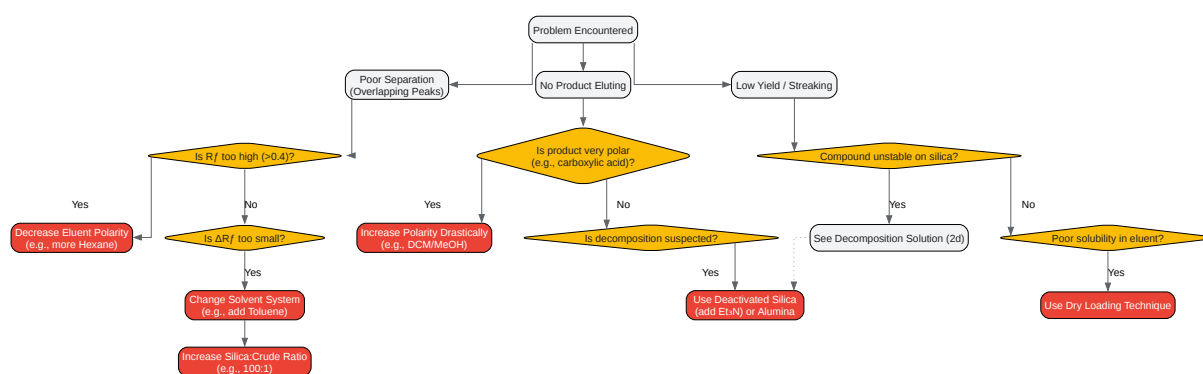 Problem Encountered
Poor Separation
(Overlapping Peaks)
No Product Eluting
Low Yield / Streaking
Is Rƒ too high (>0.4)?
Is product very polar
(e.g., carboxylic acid)?
Compound unstable on silica?
Yes
No
Yes
No
Yes
No
Decrease Eluent Polarity
(e.g., more Hexane)
Is ΔRƒ too small?
Increase Polarity Drastically
(e.g., DCM/MeOH)
Is decomposition suspected?
See Decomposition Solution (2d)
Poor solubility in eluent?
Yes
Yes
Yes
Change Solvent System
(e.g., add Toluene)
Use Deactivated Silica
(add Et₃N) or Alumina
Use Dry Loading Technique
Increase Silica:Crude Ratio
(e.g., 100:1)